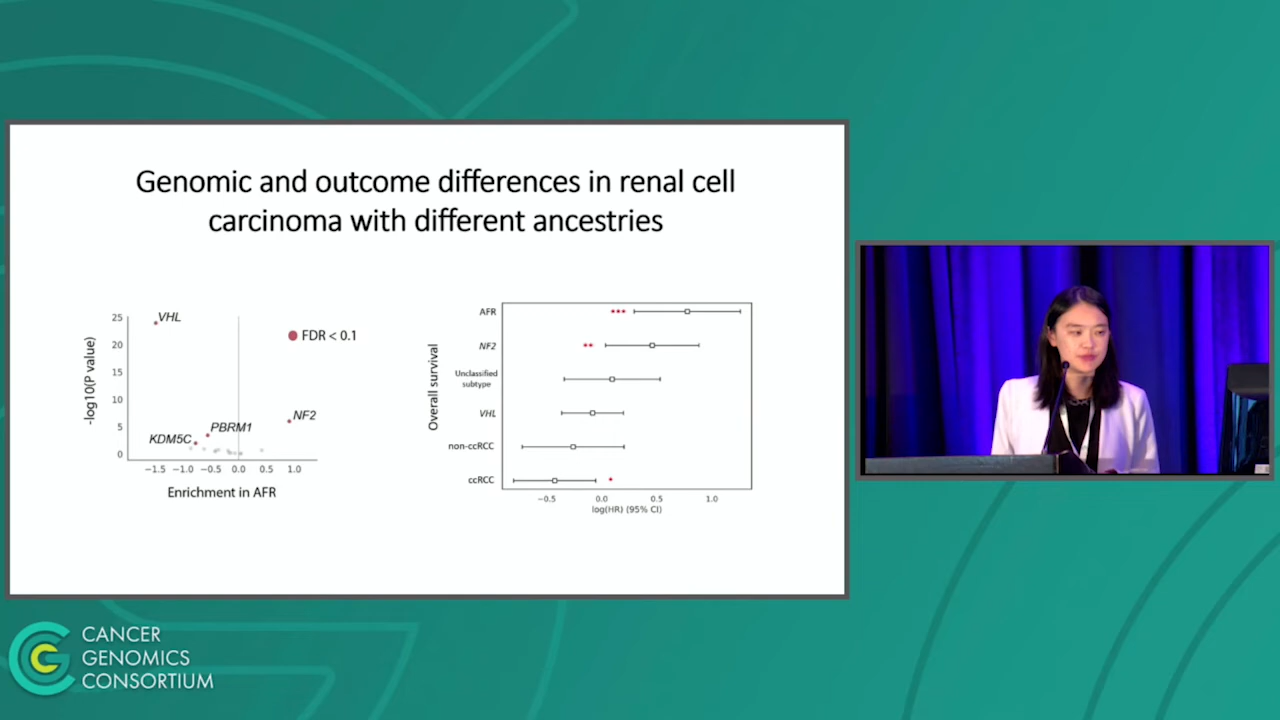 Genomic and outcome differences in renal cell
carcinoma with different ancestries
-log10(P value)
25
20
15
10
5
0
VHL
FDR < 0.1
NF2
PBRM1
KDM5C
−1.5 −1.0 −0.5 0.0 0.5 1.0
Enrichment in AFR
Overall survival
AFR
***
NF2
**
Unclassified
subtype
VHL
non-ccRCC
ccRCC
*
−0.5 0.0 0.5 1.0
log(HR) (95% CI)
CANCER
GENOMICS
CONSORTIUM